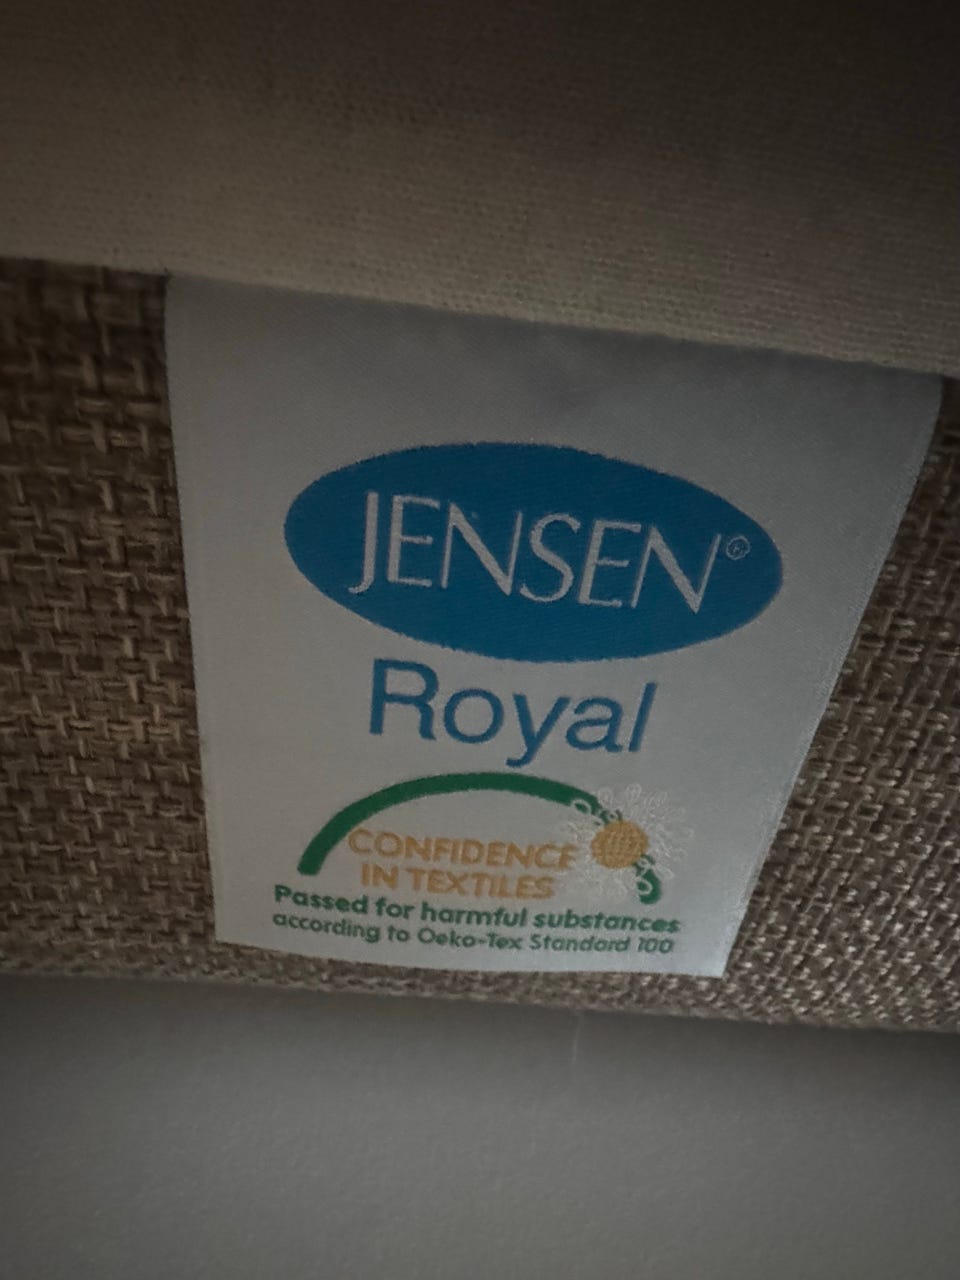 JENSEN®
Royal
CONFIDENCE
IN TEXTILES
Passed for harmful substances
according to Oeko-Tex Standard 100